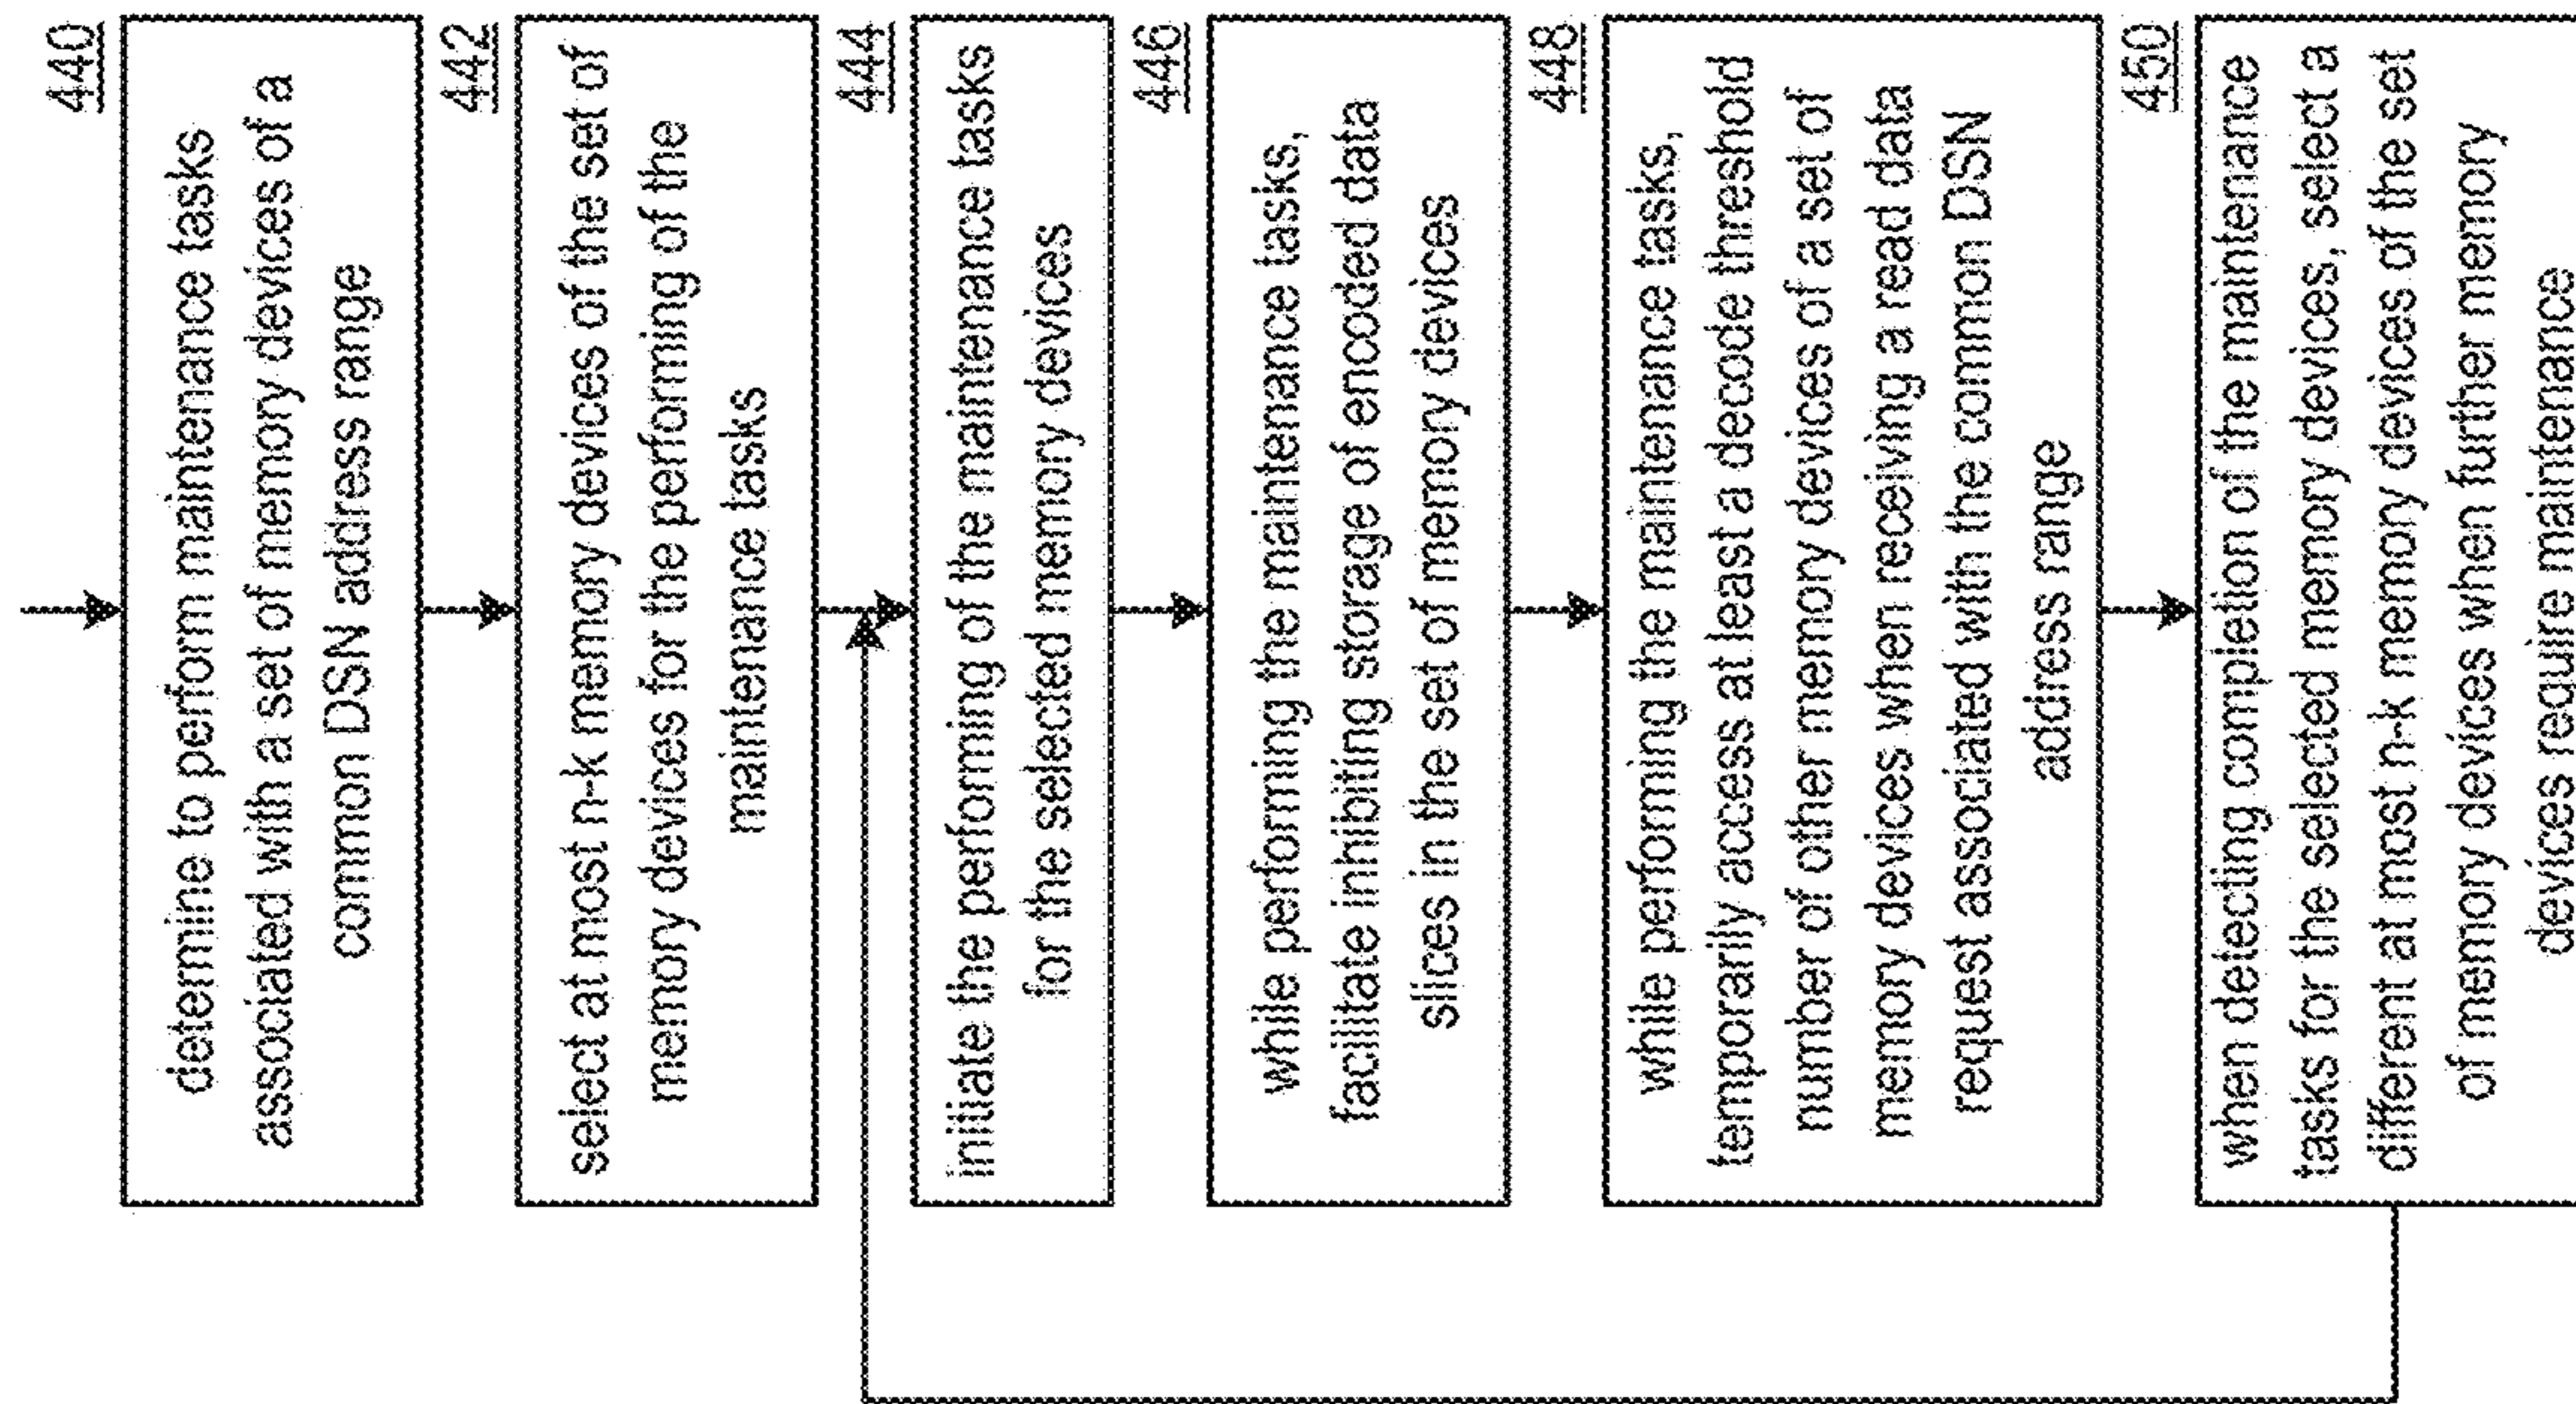 440
determine to perform maintenance tasks
associated with a set of memory devices of a
common DSN address range
442
select at most n-k memory devices of the set of
memory devices for the performing of the
maintenance tasks
444
initiate the performing of the maintenance tasks
for the selected memory devices
446
while performing the maintenance tasks,
facilitate inhibiting storage of encoded data
slices in the set of memory devices
448
while performing the maintenance tasks,
temporarily access at least a decode threshold
number of other memory devices of a set of
memory devices when receiving a read data
request associated with the common DSN
address range
450
when detecting completion of the maintenance
tasks for the selected memory devices, select a
different at most n-k memory devices of the set
of memory devices when further memory
devices require maintenance